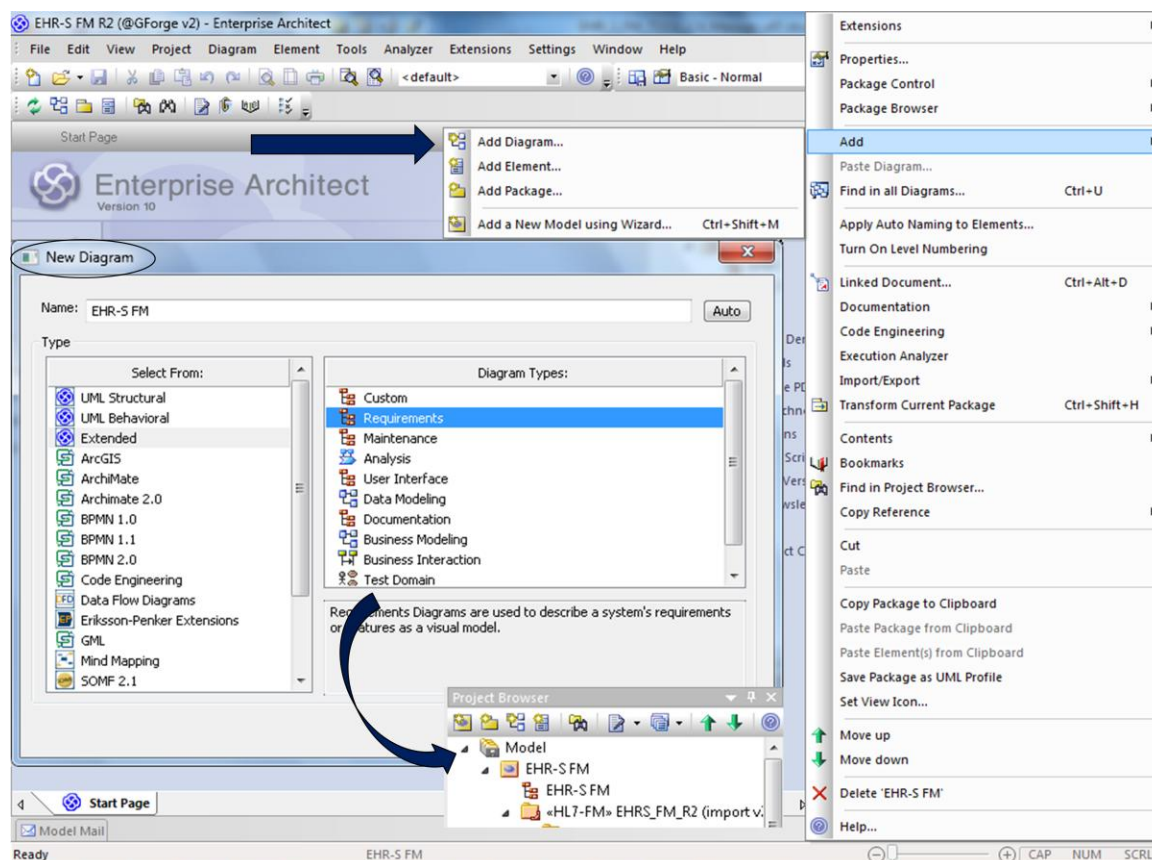 EHR-S FM R2 (@GForge v2) - Enterprise Architect
File Edit View Project Diagram Element Tools Analyzer Extensions Settings Window Help
<default> Basic - Normal
Start Page
Enterprise Architect
Version 10
Add Diagram...
Add Element...
Add Package...
Add a New Model using Wizard... Ctrl+Shift+M
New Diagram
Name: EHR-S FM Auto
Type
Select From:
UML Structural
UML Behavioral
Extended
ArcGIS
ArchiMate
Archimate 2.0
BPMN 1.0
BPMN 1.1
BPMN 2.0
Code Engineering
Data Flow Diagrams
Eriksson-Penker Extensions
GML
Mind Mapping
SOMF 2.1
Diagram Types:
Custom
Requirements
Maintenance
Analysis
User Interface
Data Modeling
Documentation
Business Modeling
Business Interaction
Test Domain
Requirements Diagrams are used to describe a system's requirements
or features as a visual model.
Project Browser
Model
EHR-S FM
EHR-S FM
«HL7-FM» EHRS_FM_R2 (import v.
Start Page
Model Mail
Ready EHR-S FM CAP NUM SCRL
Extensions
Properties...
Package Control
Package Browser
Add
Paste Diagram...
Find in all Diagrams... Ctrl+U
Apply Auto Naming to Elements...
Turn On Level Numbering
Linked Document... Ctrl+Alt+D
Documentation
Code Engineering
Execution Analyzer
Import/Export
Transform Current Package Ctrl+Shift+H
Contents
Bookmarks
Find in Project Browser...
Copy Reference
Cut
Paste
Copy Package to Clipboard
Paste Package from Clipboard
Paste Element(s) from Clipboard
Save Package as UML Profile
Set View Icon...
Move up
Move down
Delete 'EHR-S FM'
Help...